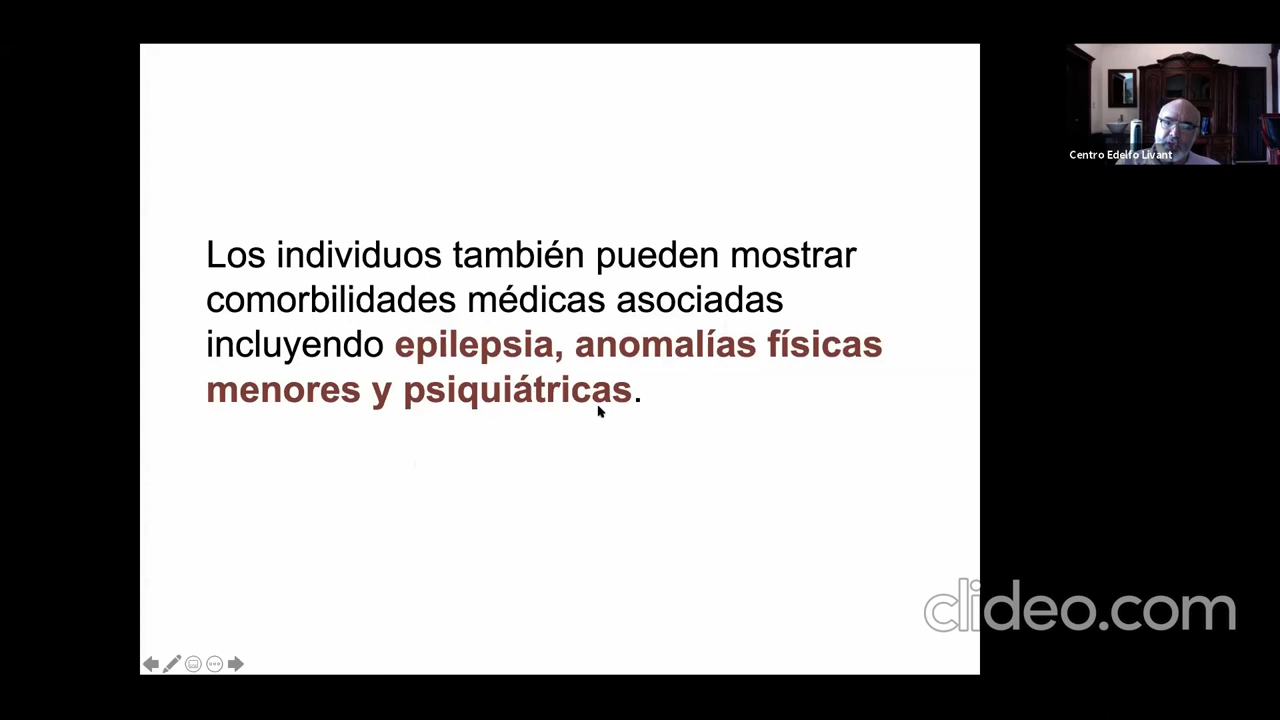 Los individuos también pueden mostrar
comorbilidades médicas asociadas
incluyendo epilepsia, anomalías físicas
menores y psiquiátricas.
Centro Edelfo Livant
clideo.com